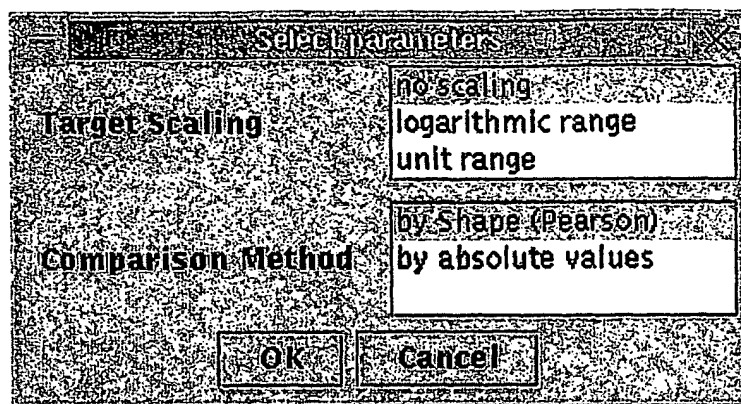 Select parameters
Target Scaling
no scaling
logarithmic range
unit range
Comparison Method
by Shape (Pearson)
by absolute values
OK
Cancel